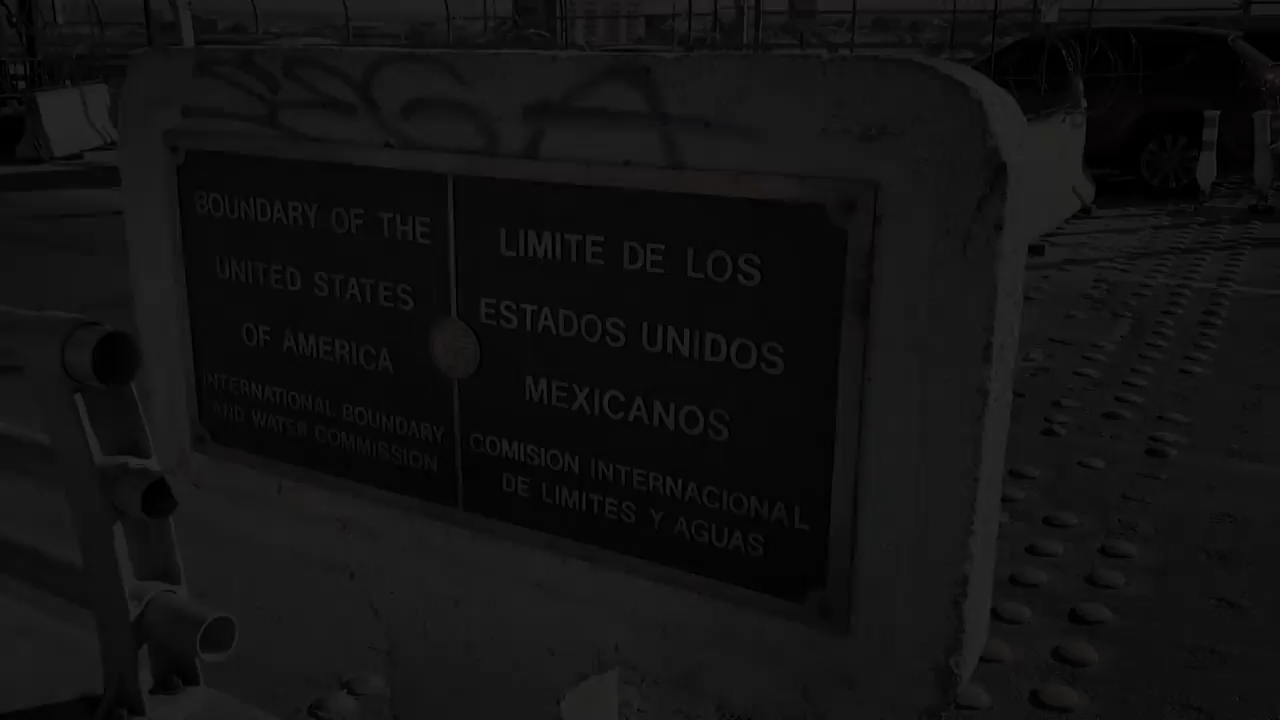 BOUNDARY OF THE
UNITED STATES
OF AMERICA
INTERNATIONAL BOUNDARY
AND WATER COMMISSION
LIMITE DE LOS
ESTADOS UNIDOS
MEXICANOS
COMISION INTERNACIONAL
DE LIMITES Y AGUAS